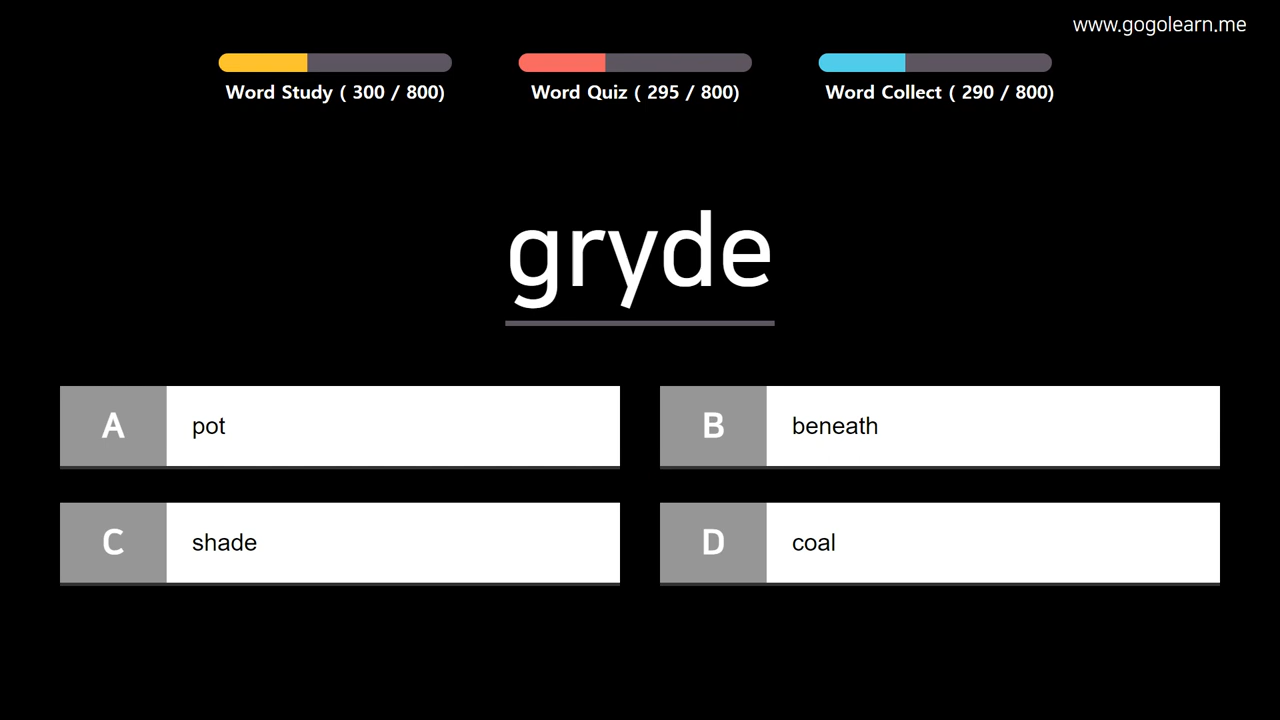 www.gogolearn.me
Word Study ( 300 / 800)
Word Quiz ( 295 / 800)
Word Collect ( 290 / 800)
gryde
A pot
B beneath
C shade
D coal